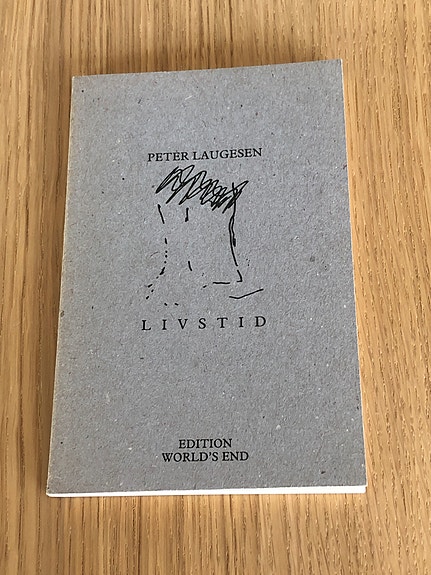 PETER LAUGESEN
LIVSTID
EDITION
WORLD'S END